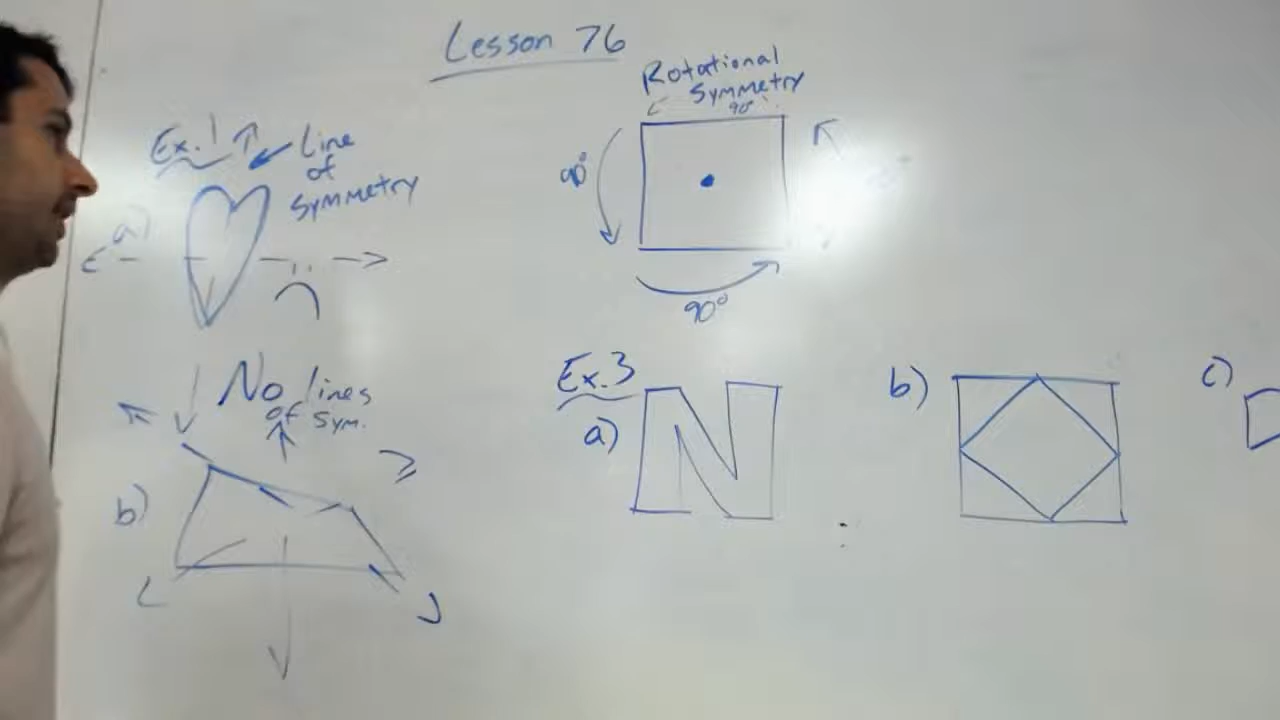 Lesson 76
Rotational
Symmetry
90°
90°
90°
Ex. 1
Line
of
Symmetry
a)
No lines
of Sym.
b)
Ex. 3
a)
N
b)
c)